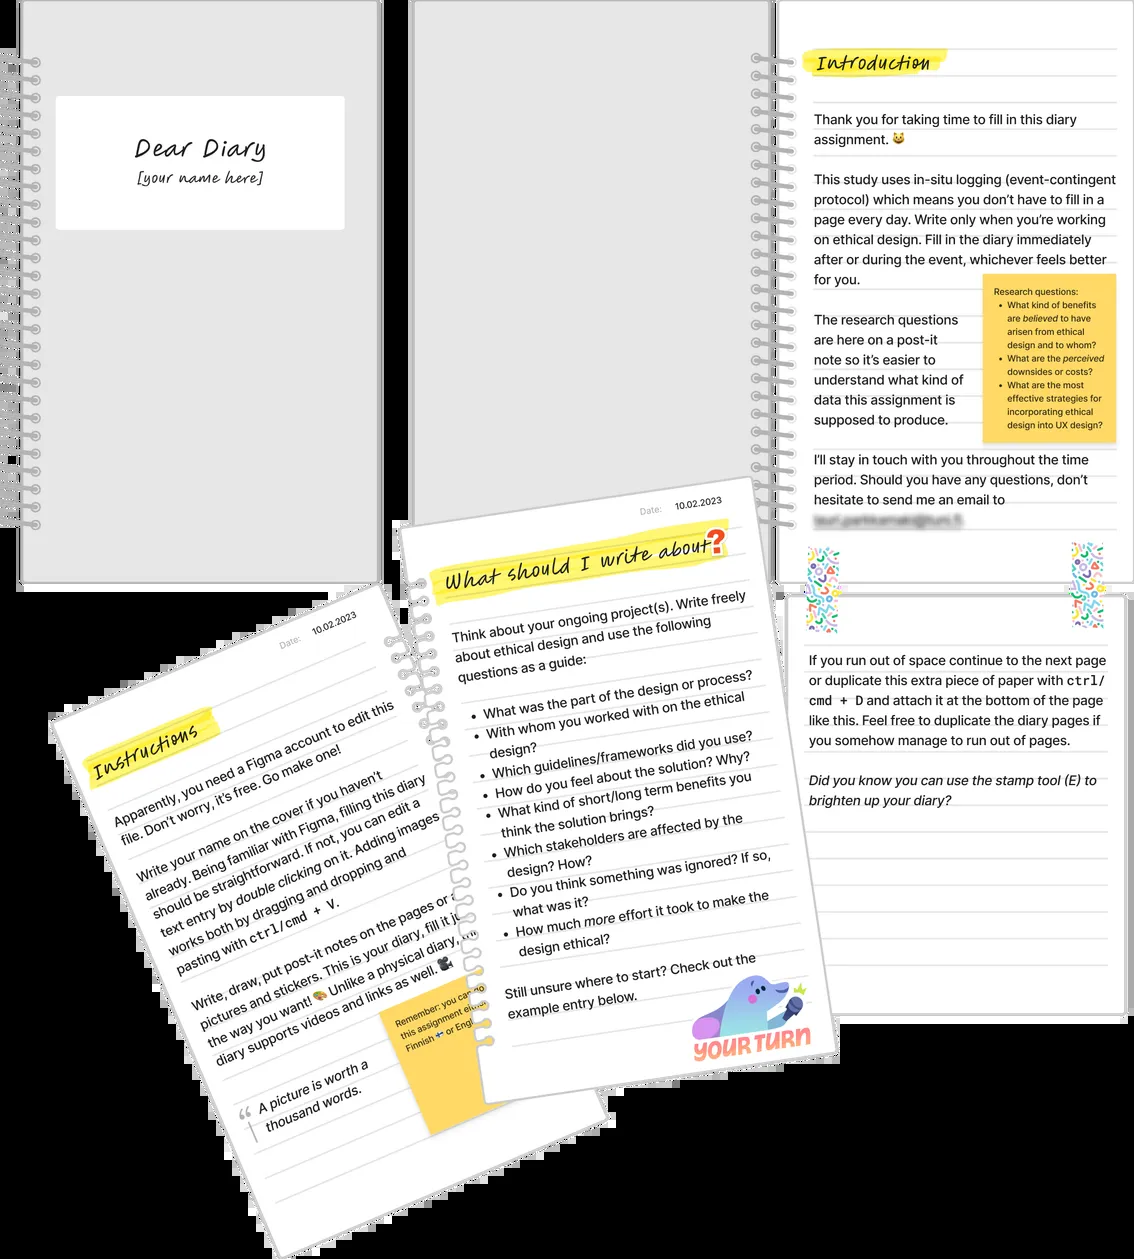 Dear Diary
[your name here]
Introduction
Thank you for taking time to fill in this diary
assignment. 😺
This study uses in-situ logging (event-contingent
protocol) which means you don’t have to fill in a
page every day. Write only when you’re working
on ethical design. Fill in the diary immediately
after or during the event, whichever feels better
for you.
The research questions
are here on a post-it
note so it’s easier to
understand what kind of
data this assignment is
supposed to produce.
Research questions:
• What kind of benefits
are believed to have
arisen from ethical
design and to whom?
• What are the perceived
downsides or costs?
• What are the most
effective strategies for
incorporating ethical
design into UX design?
I’ll stay in touch with you throughout the time
period. Should you have any questions, don’t
hesitate to send me an email to
If you run out of space continue to the next page
or duplicate this extra piece of paper with ctrl/
cmd + D and attach it at the bottom of the page
like this. Feel free to duplicate the diary pages if
you somehow manage to run out of pages.
Did you know you can use the stamp tool (E) to
brighten up your diary?
Date: 10.02.2023
Instructions
Apparently, you need a Figma account to edit this
file. Don’t worry, it’s free. Go make one!
Write your name on the cover if you haven’t
already. Being familiar with Figma, filling this diary
should be straightforward. If not, you can edit a
text entry by double clicking on it. Adding images
works both by dragging and dropping and
pasting with ctrl/cmd + V.
Write, draw, put post-it notes on the pages or
pictures and stickers. This is your diary, fill it
the way you want! 🎨 Unlike a physical diary,
diary supports videos and links as well. 🎥
Remember: you can
this assignment
Finnish 🇫🇮 or
“ A picture is worth a
thousand words.
Date: 10.02.2023
What should I write about❓
Think about your ongoing project(s). Write freely
about ethical design and use the following
questions as a guide:
• What was the part of the design or process?
• With whom you worked with on the ethical
design?
• Which guidelines/frameworks did you use?
• How do you feel about the solution? Why?
• What kind of short/long term benefits you
think the solution brings?
• Which stakeholders are affected by the
design? How?
• Do you think something was ignored? If so,
what was it?
• How much more effort it took to make the
design ethical?
Still unsure where to start? Check out the
example entry below.
YOUR TURN